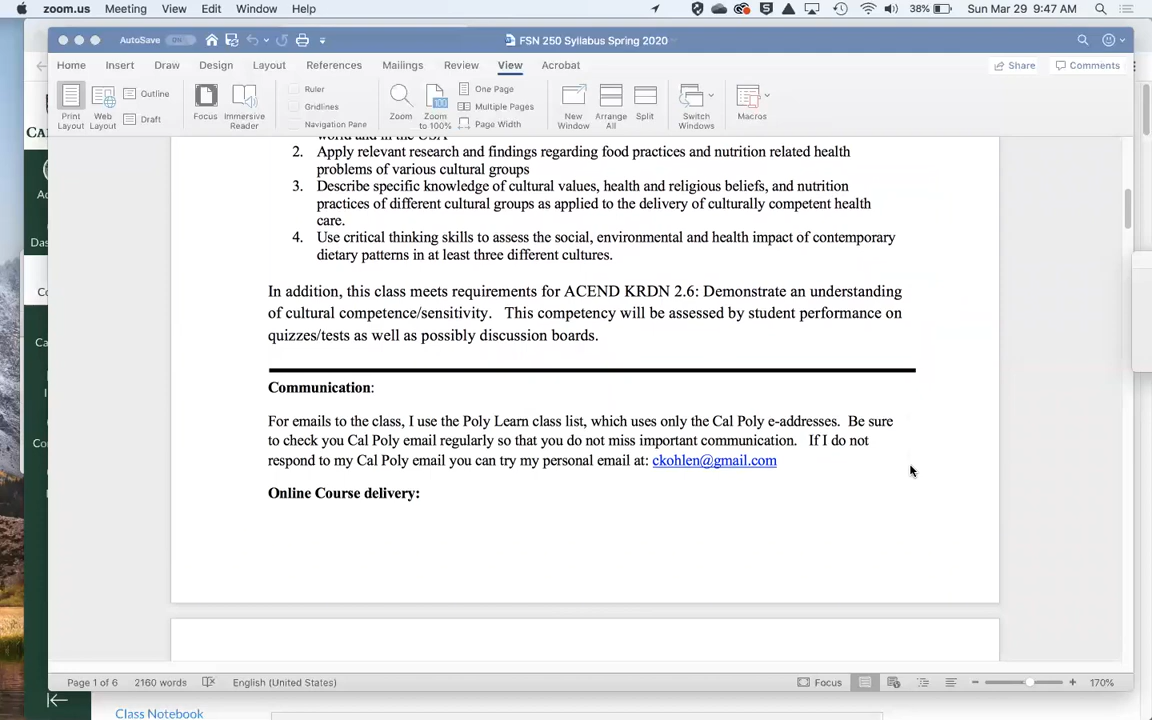 zoom.us Meeting View Edit Window Help 38% Sun Mar 29 9:47 AM
AutoSave ON FSN 250 Syllabus Spring 2020
Home Insert Draw Design Layout References Mailings Review View Acrobat Share Comments
Print Layout
Web Layout
Outline
Draft
Focus
Immersive Reader
Ruler
Gridlines
Navigation Pane
Zoom
Zoom to 100%
One Page
Multiple Pages
Page Width
New Window
Arrange All
Split
Switch Windows
Macros
world and in the USA
2. Apply relevant research and findings regarding food practices and nutrition related health
problems of various cultural groups
3. Describe specific knowledge of cultural values, health and religious beliefs, and nutrition
practices of different cultural groups as applied to the delivery of culturally competent health
care.
4. Use critical thinking skills to assess the social, environmental and health impact of contemporary
dietary patterns in at least three different cultures.
In addition, this class meets requirements for ACEND KRDN 2.6: Demonstrate an understanding
of cultural competence/sensitivity. This competency will be assessed by student performance on
quizzes/tests as well as possibly discussion boards.
Communication:
For emails to the class, I use the Poly Learn class list, which uses only the Cal Poly e-addresses. Be sure
to check you Cal Poly email regularly so that you do not miss important communication. If I do not
respond to my Cal Poly email you can try my personal email at: ckohlen@gmail.com
Online Course delivery:
Page 1 of 6 2160 words English (United States) Focus 170%
Class Notebook